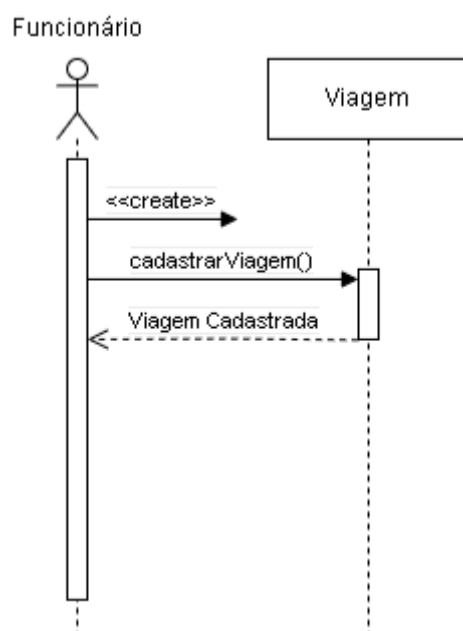 Funcionário
Viagem
<<create>>
cadastrarViagem()
Viagem Cadastrada